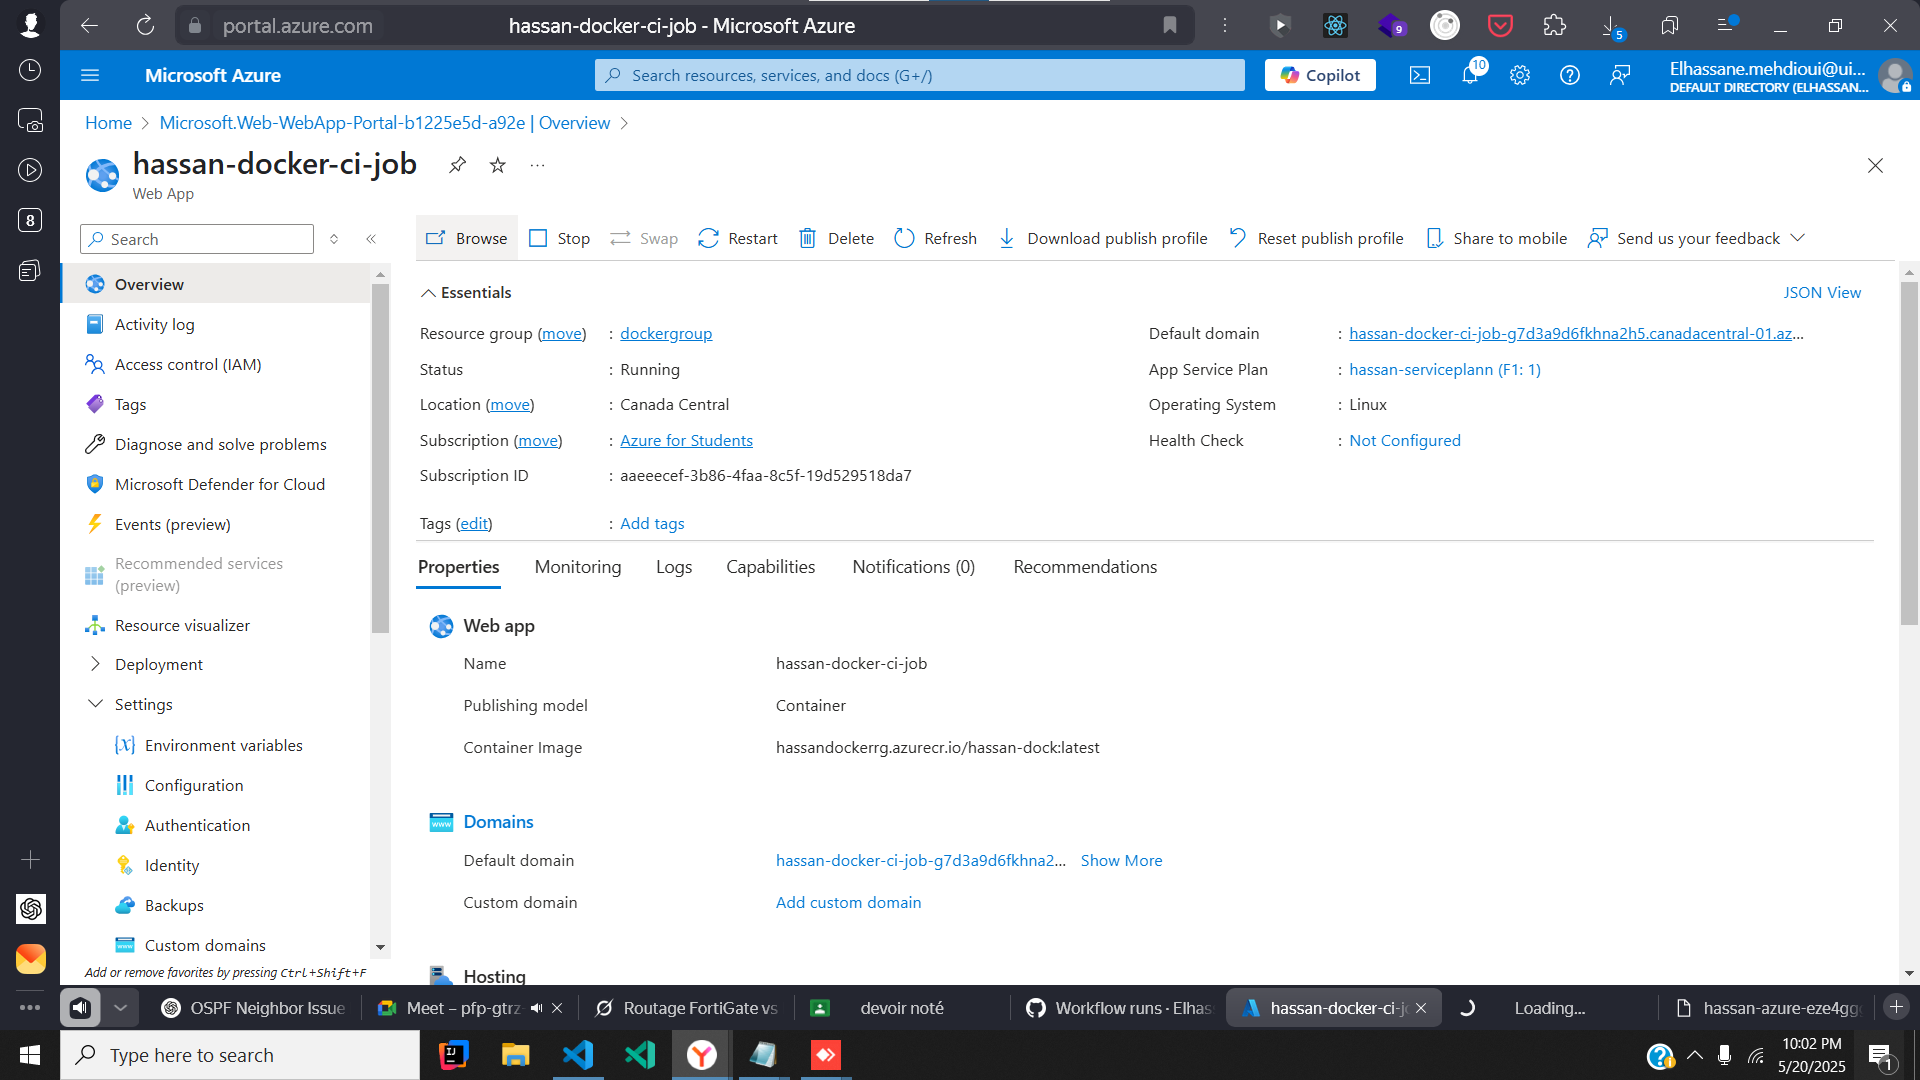 portal.azure.com
hassan-docker-ci-job - Microsoft Azure
9
5
Microsoft Azure
Search resources, services, and docs (G+/)
Copilot
10
Elhassane.mehdioui@ui...
DEFAULT DIRECTORY (ELHASSAN...
8
Home
Microsoft.Web-WebApp-Portal-b1225e5d-a92e | Overview
hassan-docker-ci-job
Web App
Search
Browse
Stop
Swap
Restart
Delete
Refresh
Download publish profile
Reset publish profile
Share to mobile
Send us your feedback
Overview
Activity log
Access control (IAM)
Tags
Diagnose and solve problems
Microsoft Defender for Cloud
Events (preview)
Recommended services
(preview)
Resource visualizer
Deployment
Settings
Environment variables
Configuration
Authentication
Identity
Backups
Custom domains
Add or remove favorites by pressing Ctrl+Shift+F
Essentials
JSON View
Resource group (move) : dockergroup
Status : Running
Location (move) : Canada Central
Subscription (move) : Azure for Students
Subscription ID : aaeeecef-3b86-4faa-8c5f-19d529518da7
Tags (edit) : Add tags
Default domain : hassan-docker-ci-job-g7d3a9d6fkhna2h5.canadacentral-01.az...
App Service Plan : hassan-serviceplann (F1: 1)
Operating System : Linux
Health Check : Not Configured
Properties
Monitoring
Logs
Capabilities
Notifications (0)
Recommendations
Web app
Name hassan-docker-ci-job
Publishing model Container
Container Image hassandockerrg.azurecr.io/hassan-dock:latest
Domains
Default domain hassan-docker-ci-job-g7d3a9d6fkhna2... Show More
Custom domain Add custom domain
Hosting
OSPF Neighbor Issue
Meet – pfp-gtrz-
Routage FortiGate vs
devoir noté
Workflow runs · Elhas
hassan-docker-ci-jo
Loading...
hassan-azure-eze4gg
Type here to search
10:02 PM
5/20/2025
1